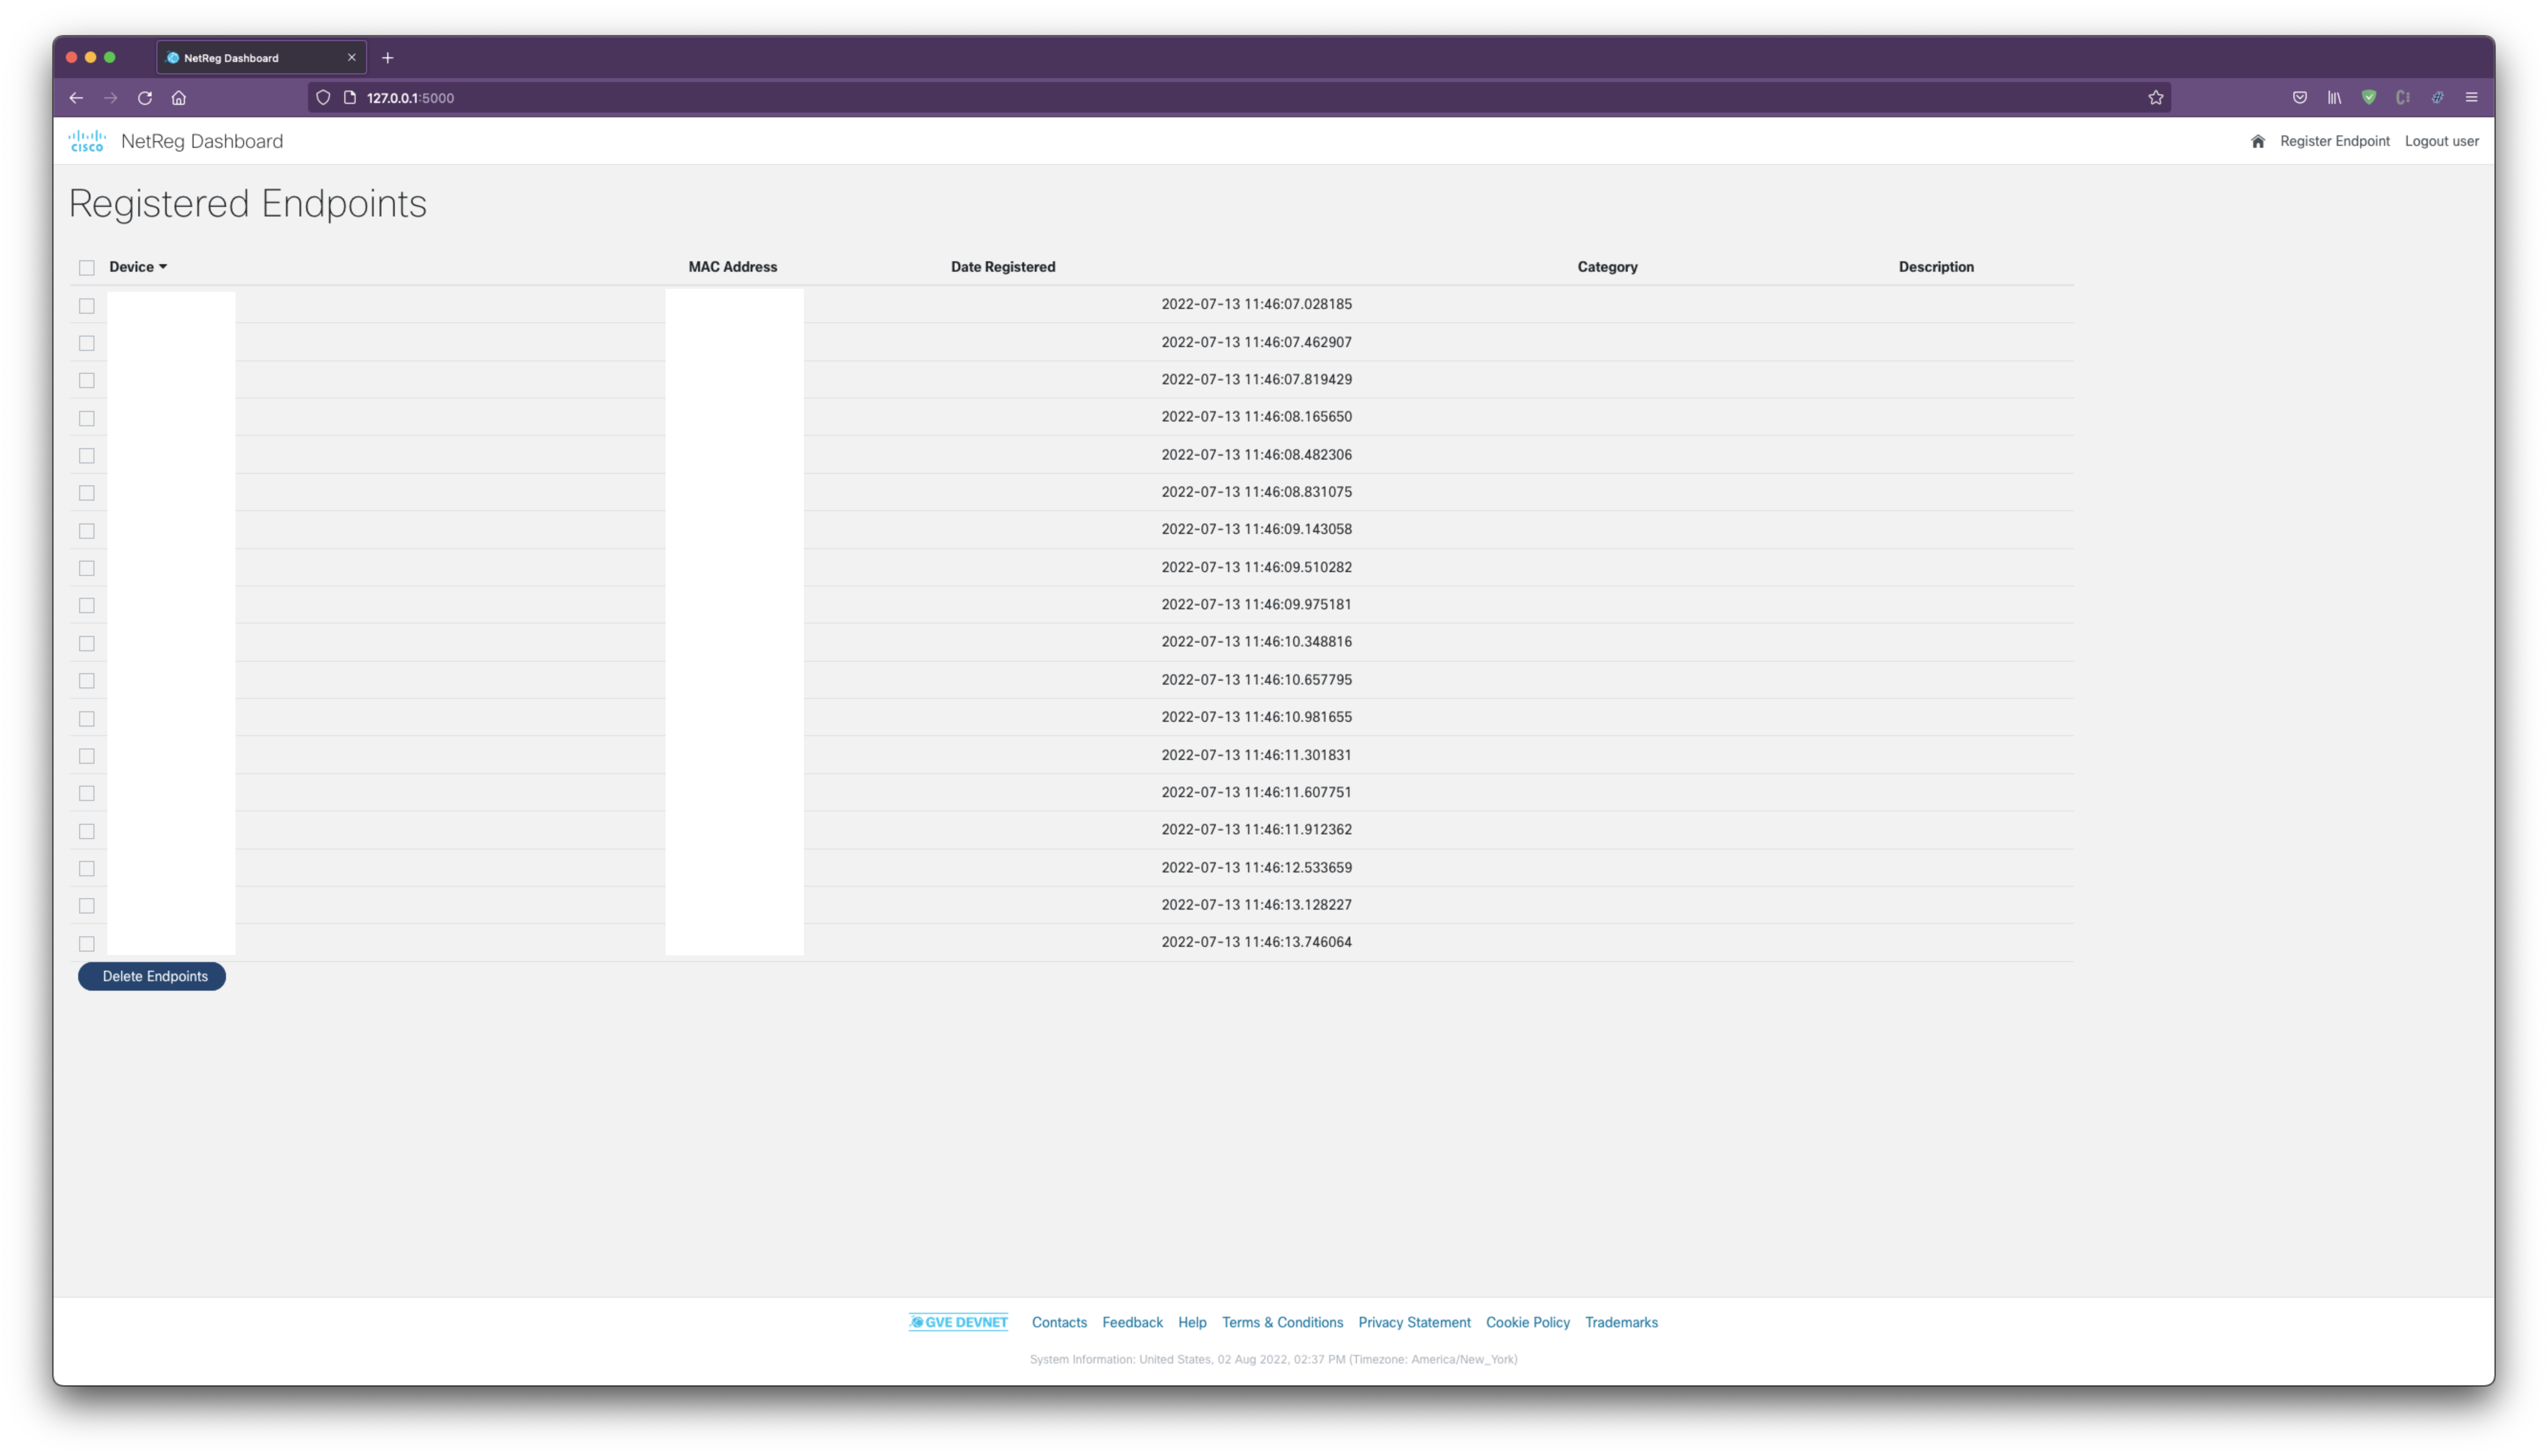 NetReg Dashboard
127.0.0.1:5000
CISCO NetReg Dashboard Register Endpoint Logout user
Registered Endpoints
Device MAC Address Date Registered Category Description
2022-07-13 11:46:07.028185
2022-07-13 11:46:07.462907
2022-07-13 11:46:07.819429
2022-07-13 11:46:08.165650
2022-07-13 11:46:08.482306
2022-07-13 11:46:08.831075
2022-07-13 11:46:09.143058
2022-07-13 11:46:09.510282
2022-07-13 11:46:09.975181
2022-07-13 11:46:10.348816
2022-07-13 11:46:10.657795
2022-07-13 11:46:10.981655
2022-07-13 11:46:11.301831
2022-07-13 11:46:11.607751
2022-07-13 11:46:11.912362
2022-07-13 11:46:12.533659
2022-07-13 11:46:13.128227
2022-07-13 11:46:13.746064
Delete Endpoints
GVE DEVNET Contacts Feedback Help Terms & Conditions Privacy Statement Cookie Policy Trademarks
System Information: United States, 02 Aug 2022, 02:37 PM (Timezone: America/New_York)